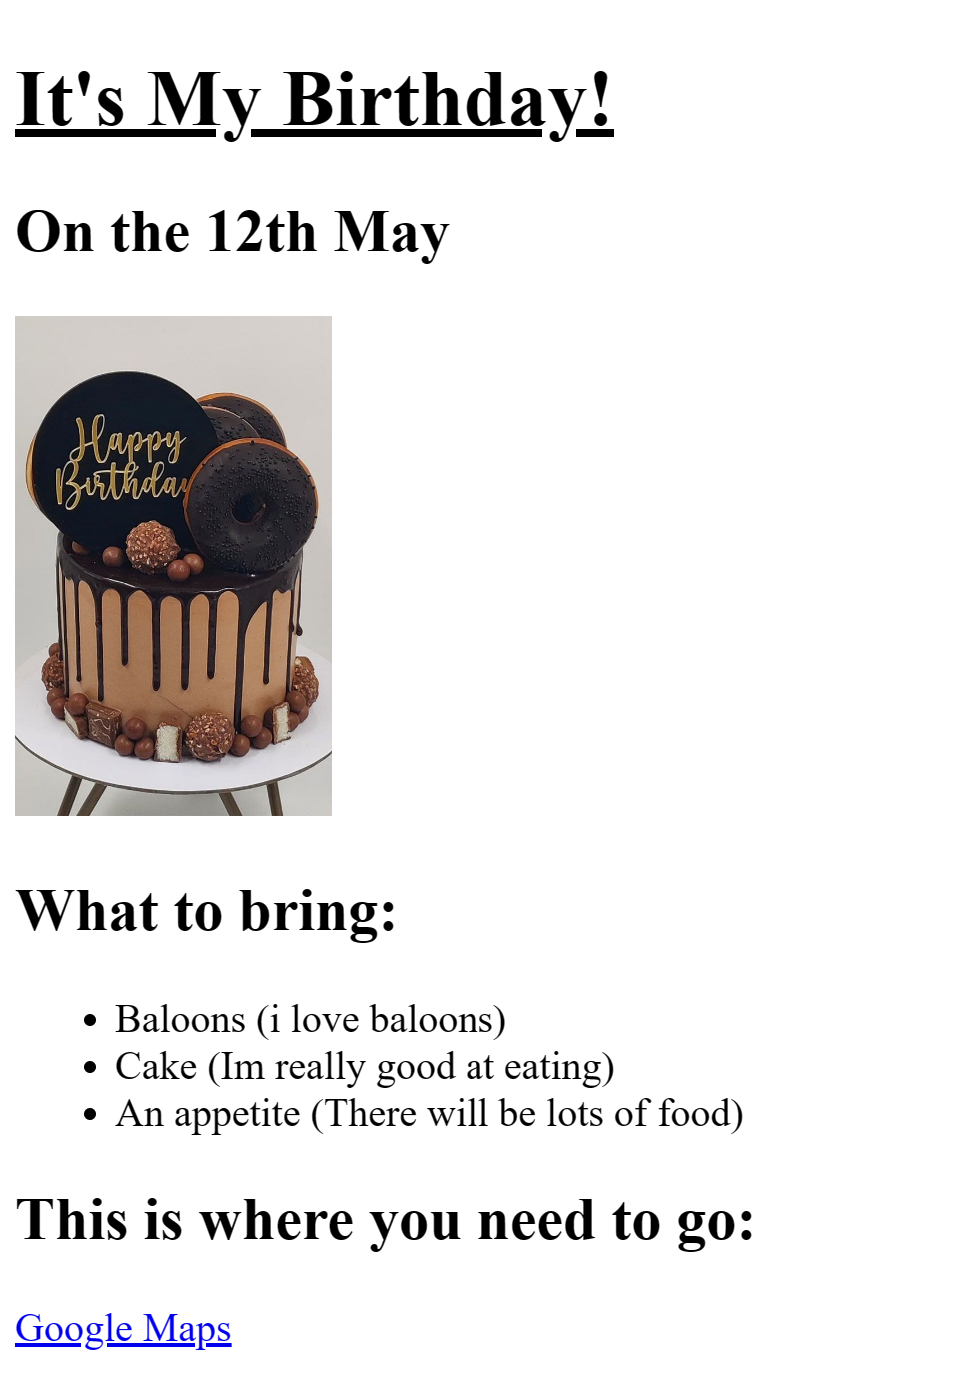 It's My Birthday!
On the 12th May
Happy
Birthday
What to bring:
Baloons (i love baloons)
Cake (Im really good at eating)
An appetite (There will be lots of food)
This is where you need to go:
Google Maps